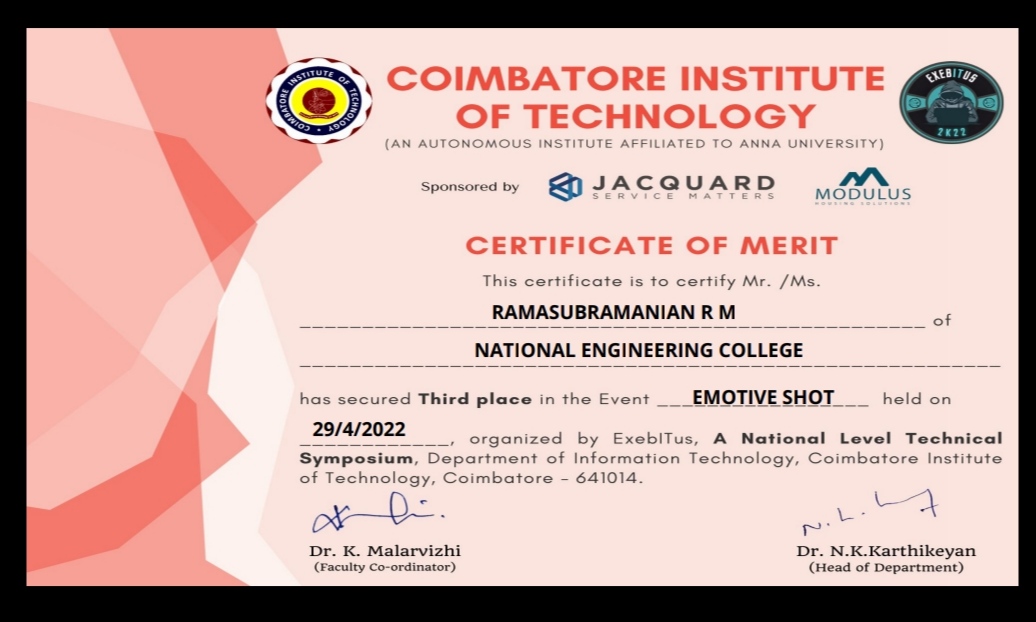 COIMBATORE INSTITUTE OF TECHNOLOGY
COIMBATORE INSTITUTE
OF TECHNOLOGY
EXEBITUS
2K22
(AN AUTONOMOUS INSTITUTE AFFILIATED TO ANNA UNIVERSITY)
Sponsored by
JACQUARD
SERVICE MATTERS
MODULUS
HOUSING SOLUTIONS
CERTIFICATE OF MERIT
This certificate is to certify Mr. /Ms.
RAMASUBRAMANIAN R M of
NATIONAL ENGINEERING COLLEGE
has secured Third place in the Event EMOTIVE SHOT held on
29/4/2022, organized by ExebITus, A National Level Technical
Symposium, Department of Information Technology, Coimbatore Institute
of Technology, Coimbatore - 641014.
N.L.
Dr. K. Malarvizhi
(Faculty Co-ordinator)
Dr. N.K.Karthikeyan
(Head of Department)